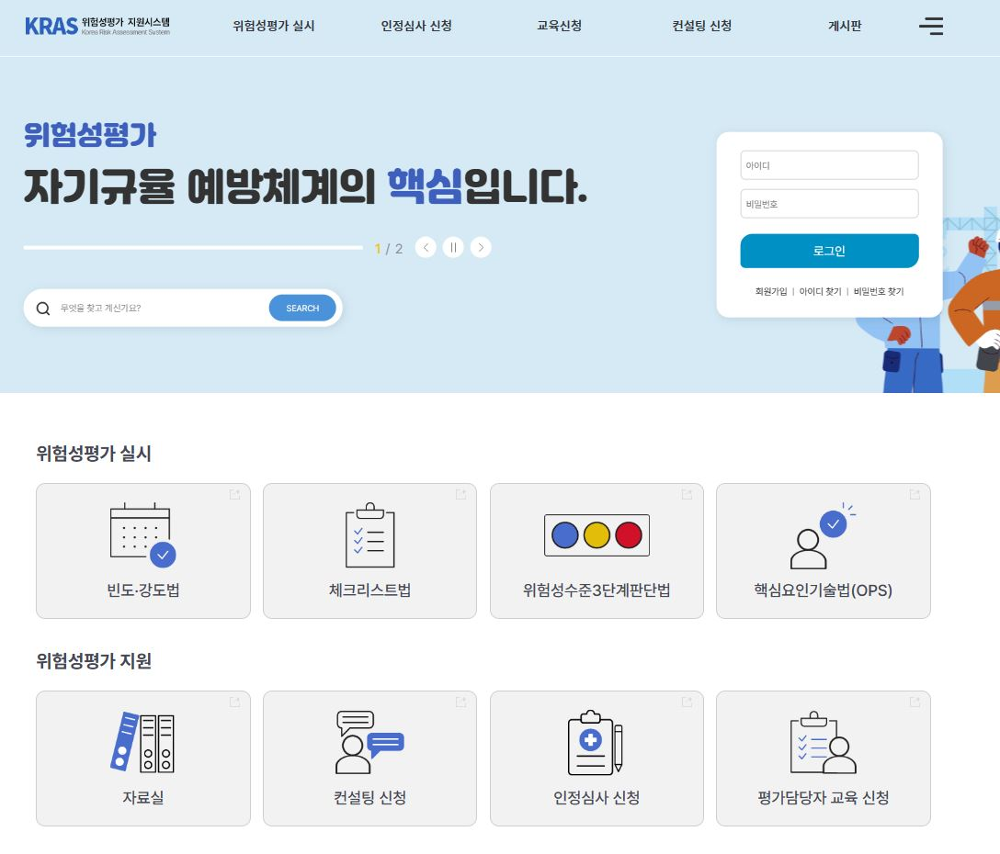 KRAS 위험성평가 지원시스템
Korea Risk Assessment System
위험성평가 실시
인정심사 신청
교육신청
컨설팅 신청
게시판
위험성평가
자기규율 예방체계의 핵심입니다.
1 / 2
무엇을 찾고 계신가요?
SEARCH
아이디
비밀번호
로그인
회원가입 | 아이디 찾기 | 비밀번호 찾기
위험성평가 실시
빈도·강도법
체크리스트법
위험성수준3단계판단법
핵심요인기술법(OPS)
위험성평가 지원
자료실
컨설팅 신청
인정심사 신청
평가담당자 교육 신청